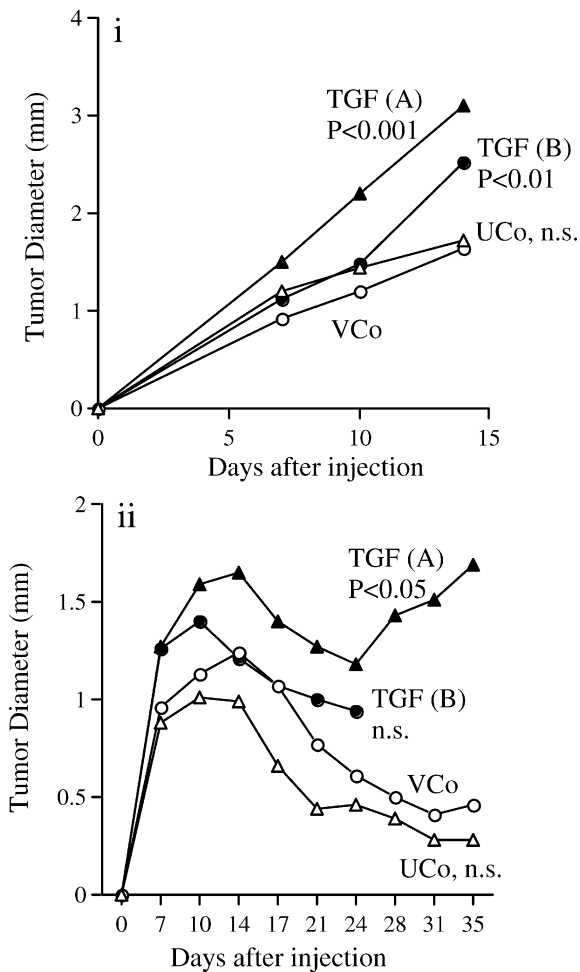 i
4
3
2
1
0
Tumor Diameter (mm)
TGF (A)
P<0.001
TGF (B)
P<0.01
UCo, n.s.
VCo
0 5 10 15
Days after injection
ii
2
1.5
1
0.5
0
Tumor Diameter (mm)
TGF (A)
P<0.05
TGF (B)
n.s.
VCo
UCo, n.s.
0 7 10 14 17 21 24 28 31 35
Days after injection